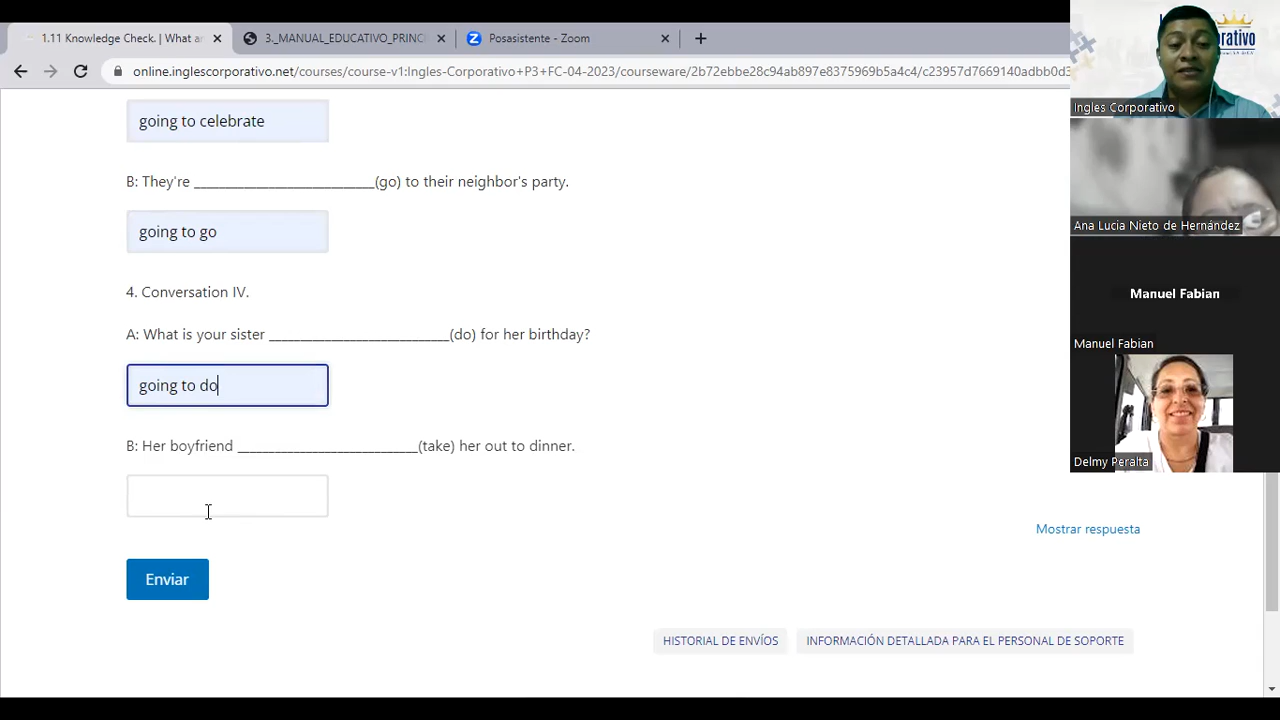 1.11 Knowledge Check. | What a
3._MANUAL_EDUCATIVO_PRINC
Posasistente - Zoom
online.inglescorporativo.net/courses/course-v1:Ingles-Corporativo+P3+FC-04-2023/courseware/2b72ebbe28c94ab897e8375969b5a4c4/c23957d7669140adbb0d3
going to celebrate
B: They're ______________________(go) to their neighbor's party.
going to go
4. Conversation IV.
A: What is your sister ______________________(do) for her birthday?
going to do
B: Her boyfriend ______________________(take) her out to dinner.
Mostrar respuesta
Enviar
HISTORIAL DE ENVÍOS
INFORMACIÓN DETALLADA PARA EL PERSONAL DE SOPORTE
Ingles Corporativo
Ana Lucia Nieto de Hernández
Manuel Fabian
Manuel Fabian
Delmy Peralta